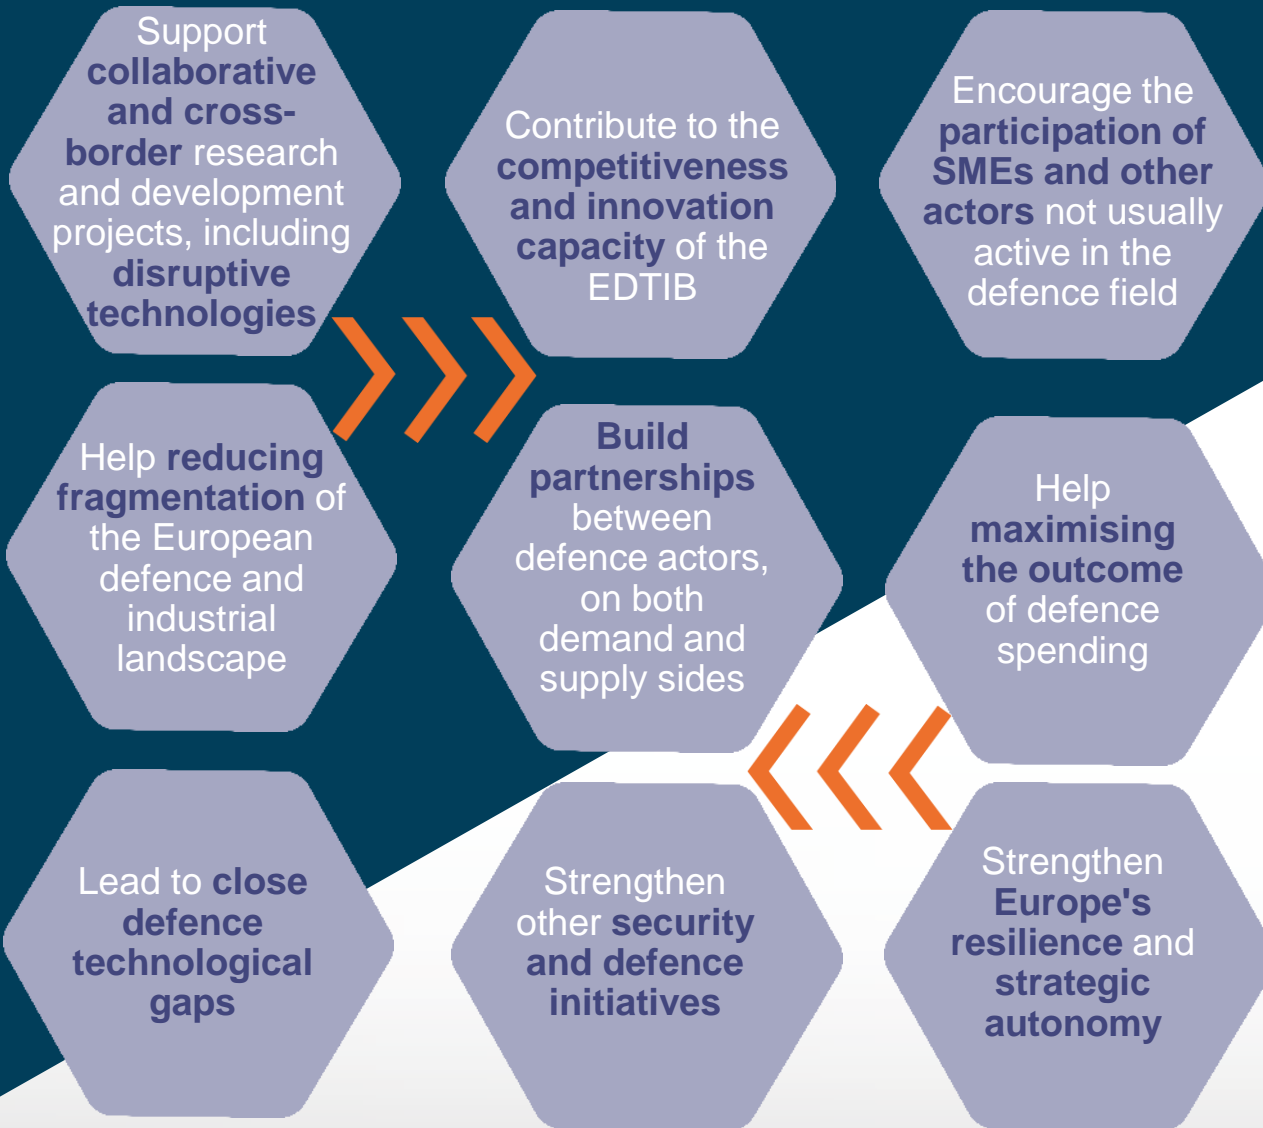 Support
collaborative
and cross-
border research
and development
projects, including
disruptive
technologies
Contribute to the
competitiveness
and innovation
capacity of the
EDTIB
Encourage the
participation of
SMEs and other
actors not usually
active in the
defence field
Help reducing
fragmentation of
the European
defence and
industrial
landscape
Build
partnerships
between
defence actors,
on both
demand and
supply sides
Help
maximising
the outcome
of defence
spending
Lead to close
defence
technological
gaps
Strengthen
other security
and defence
initiatives
Strengthen
Europe's
resilience and
strategic
autonomy